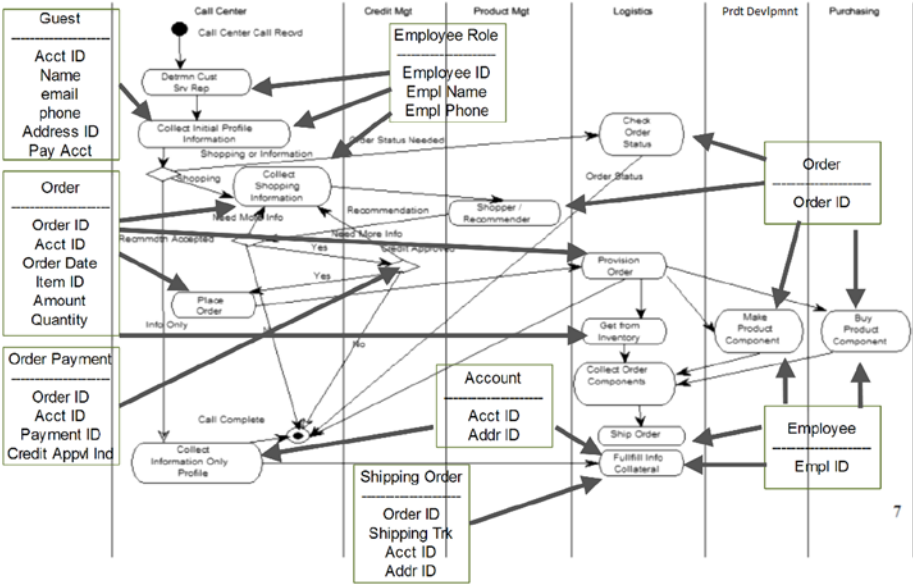 Call Center
Credit Mgt
Product Mgt
Logistics
Prdt Devlpmnt
Purchasing
Guest
Acct ID
Name
email
phone
Address ID
Pay Acct
Call Center Call Recvd
Employee Role
Employee ID
Empl Name
Empl Phone
Detrmn Cust
Srv Rep
Collect Initial Profile
Information
Order Status Needed
Check
Order
Status
Shopping or Information
Shopping
Collect
Shopping
Information
Order Status
Order
Order ID
Order
Order ID
Acct ID
Order Date
Item ID
Amount
Quantity
Need More Info
Recommendation
Shopper /
Recommender
Need More Info
Accepted
Yes
Credit Approved
Provision
Order
Yes
Place
Order
Make
Product
Component
Buy
Product
Component
Info Only
Get from
Inventory
No
Collect Order
Components
Order Payment
Order ID
Acct ID
Payment ID
Credit Appvl Ind
Account
Acct ID
Addr ID
Call Complete
Collect
Information Only
Profile
Ship Order
Fullfill Info
Collateral
Employee
Empl ID
Shipping Order
Order ID
Shipping Trk
Acct ID
Addr ID
7